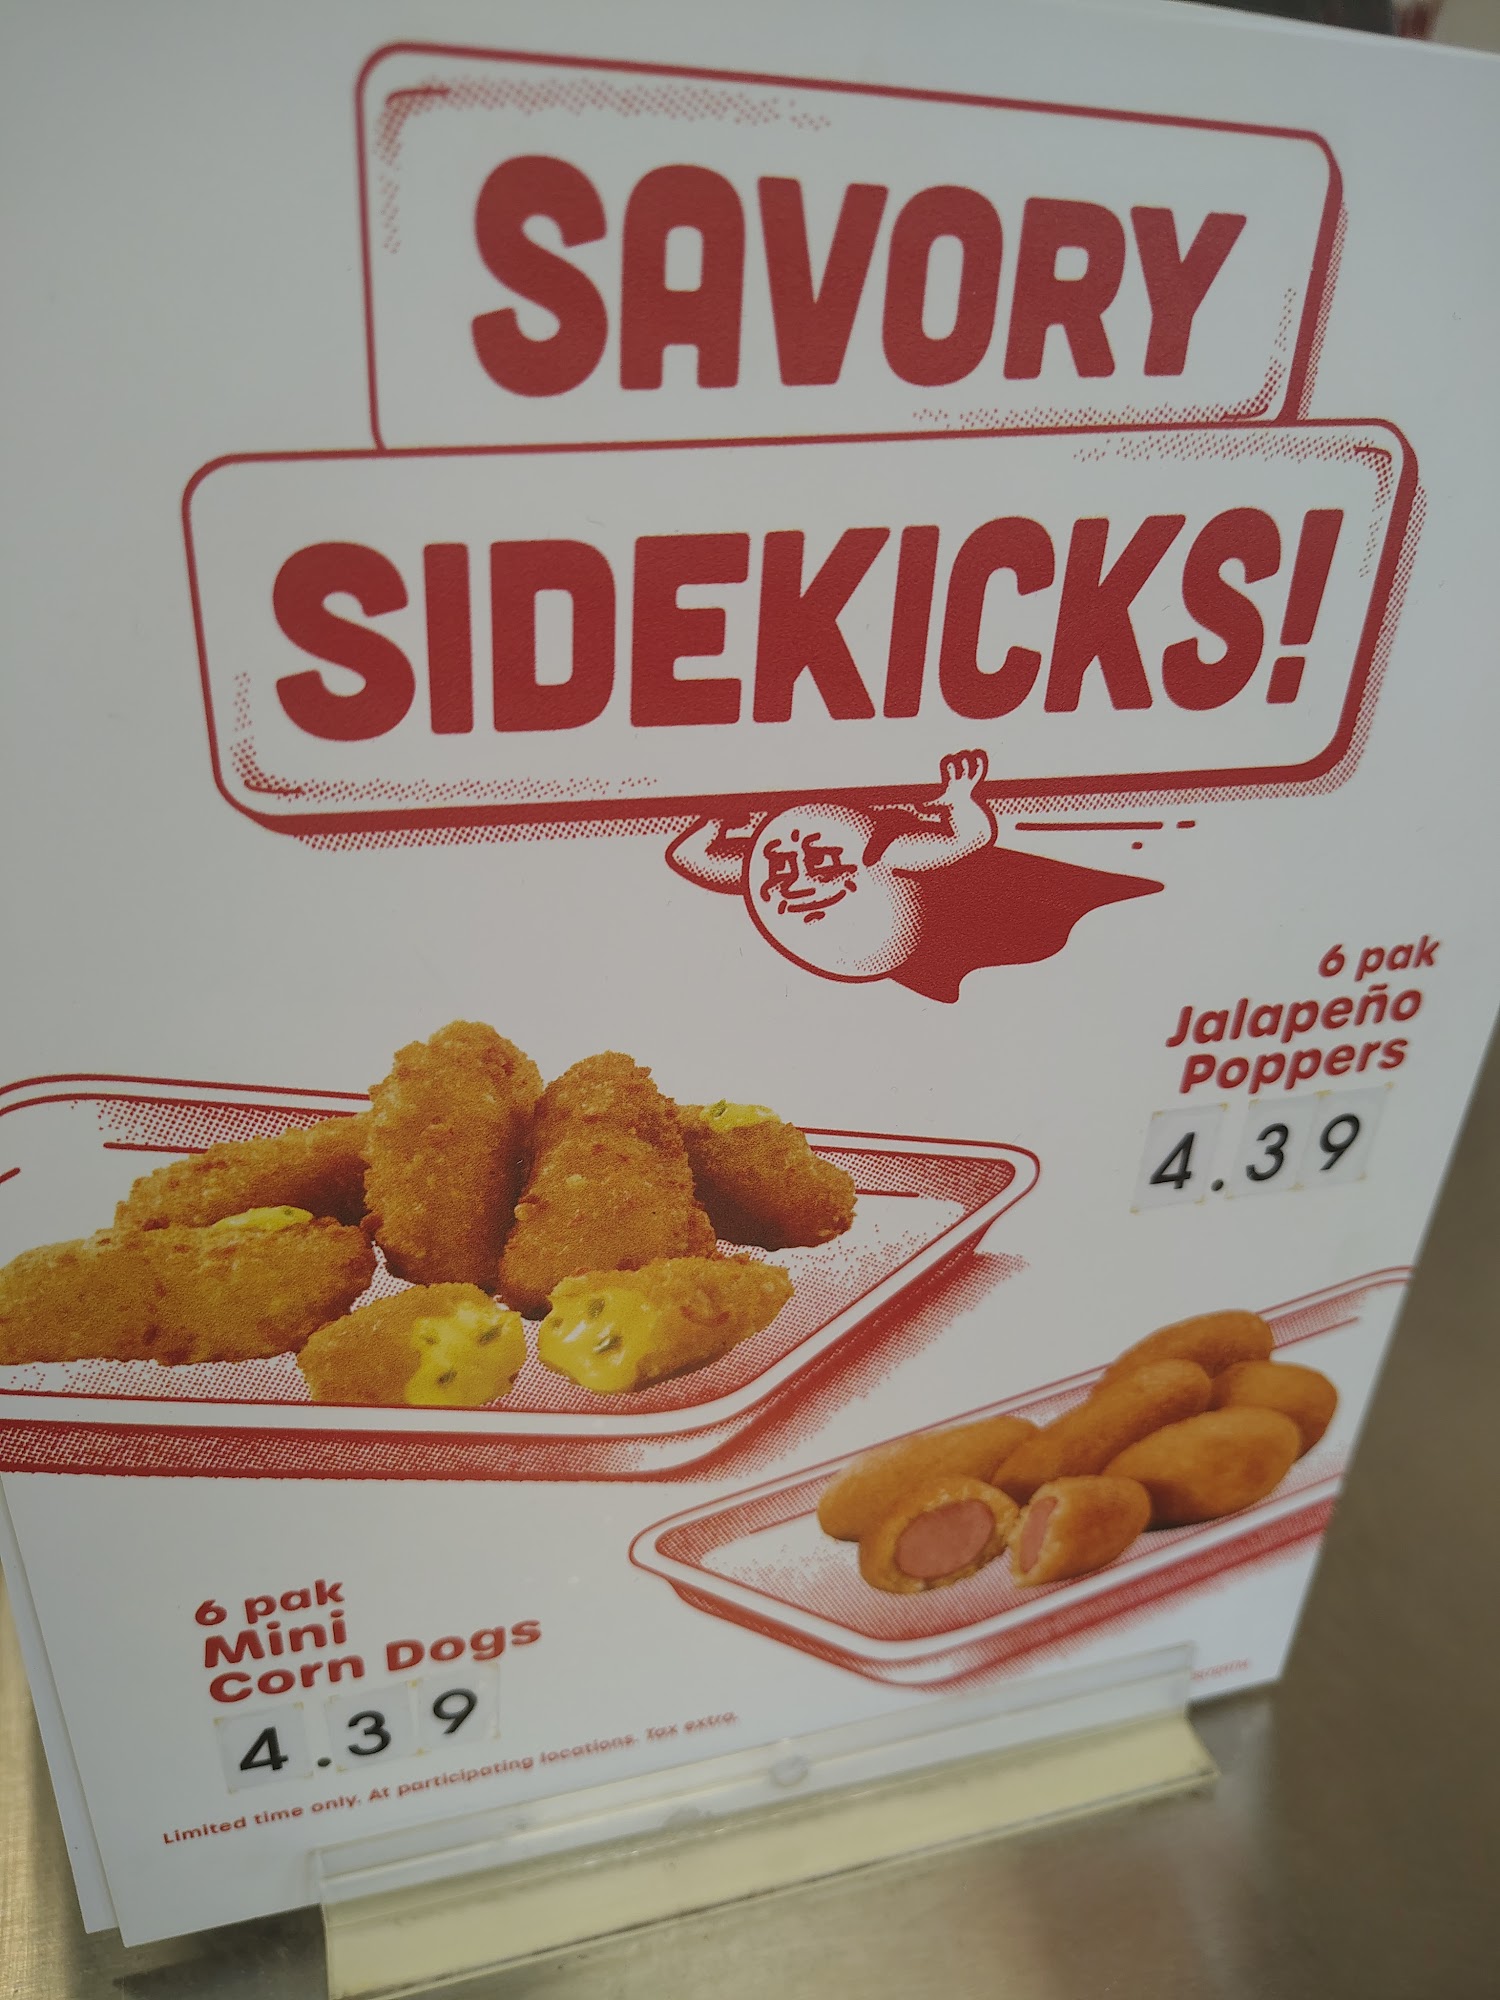 SAVORY
SIDEKICKS!
6 pak
Jalapeño
Poppers
4.39
6 pak
Mini
Corn Dogs
4.39
Limited time only. At participating locations. Tax extra.